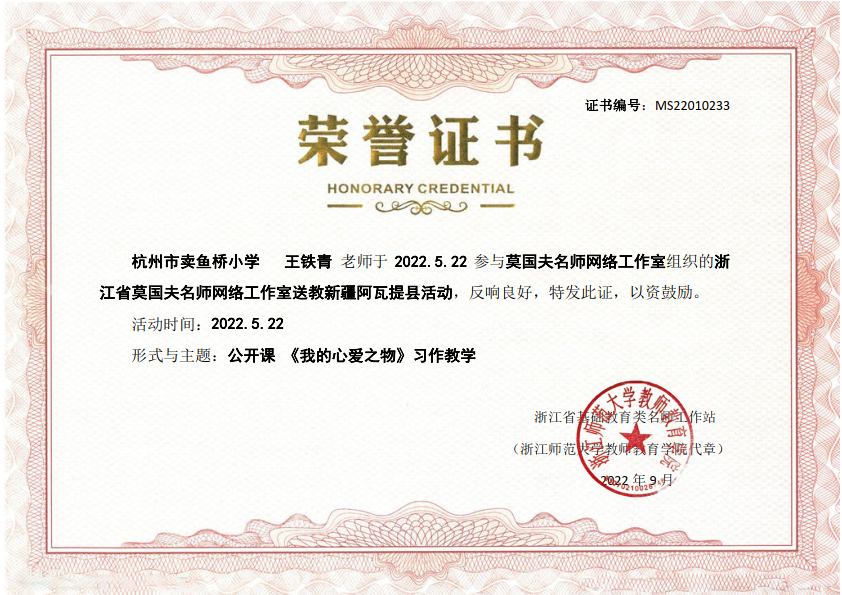 证书编号：MS22010233
荣誉证书
HONORARY CREDENTIAL
杭州市卖鱼桥小学 王铁青 老师于 2022.5.22 参与莫国夫名师网络工作室组织的浙
江省莫国夫名师网络工作室送教新疆阿瓦提县活动，反响良好，特发此证，以资鼓励。
活动时间：2022.5.22
形式与主题：公开课 《我的心爱之物》习作教学
浙江省基础教育类名师工作站
（浙江师范大学教师教育学院代章）
2022 年 9 月
浙江师范大学教师教育学院